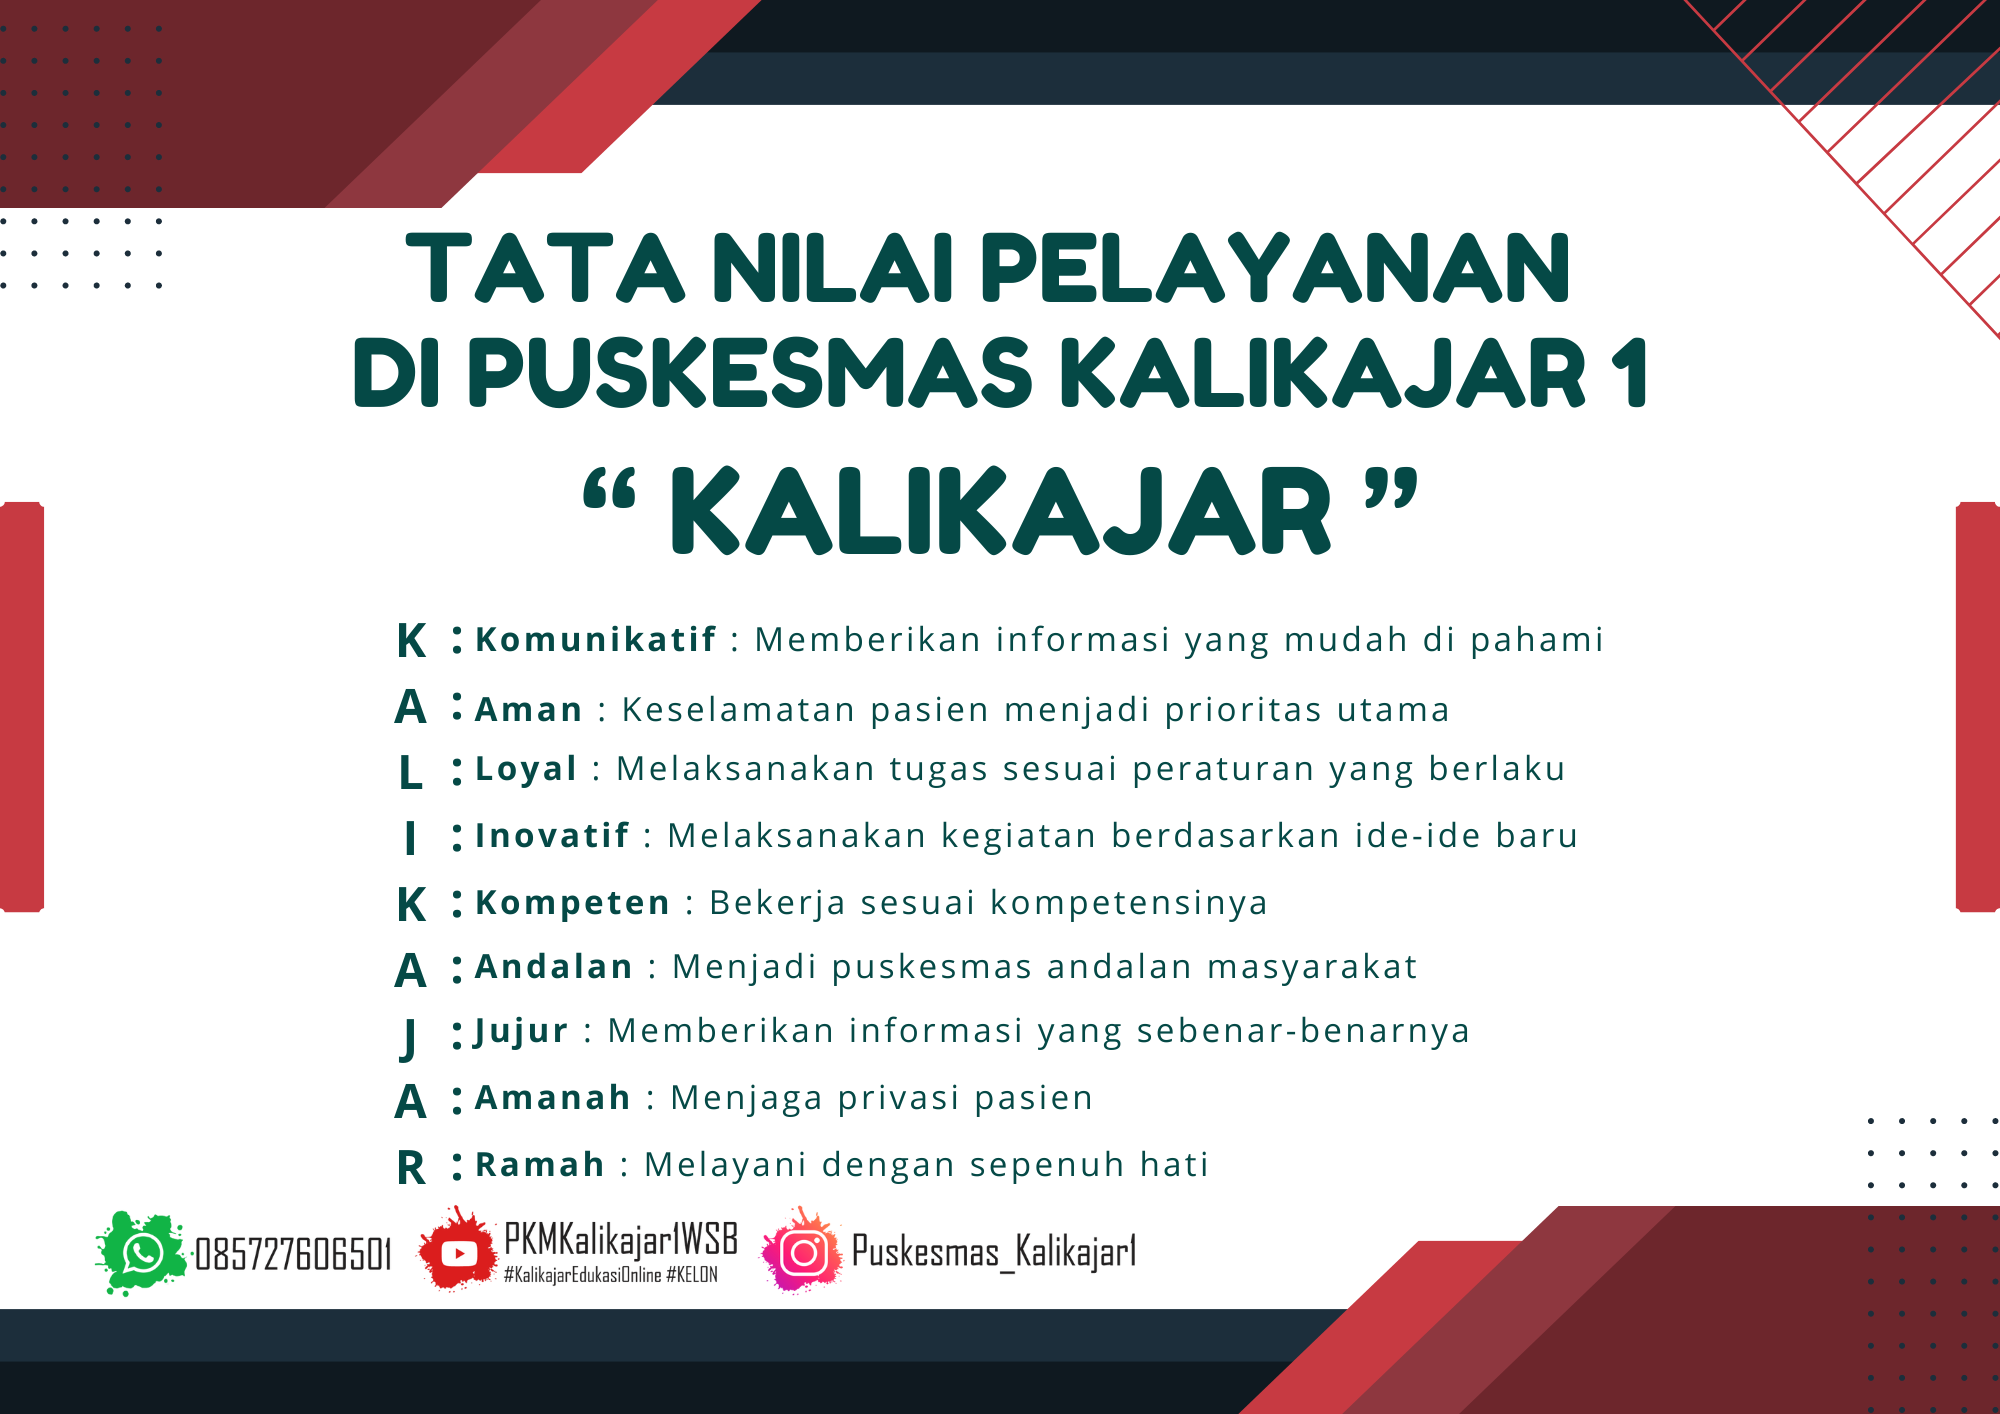 TATA NILAI PELAYANAN
DI PUSKESMAS KALIKAJAR 1
“ KALIKAJAR ”
K : Komunikatif : Memberikan informasi yang mudah di pahami
A : Aman : Keselamatan pasien menjadi prioritas utama
L : Loyal : Melaksanakan tugas sesuai peraturan yang berlaku
I : Inovatif : Melaksanakan kegiatan berdasarkan ide-ide baru
K : Kompeten : Bekerja sesuai kompetensinya
A : Andalan : Menjadi puskesmas andalan masyarakat
J : Jujur : Memberikan informasi yang sebenar-benarnya
A : Amanah : Menjaga privasi pasien
R : Ramah : Melayani dengan sepenuh hati
085727606501
PKMKalikajar1WSB
#KalikajarEdukasiOnline #KELON
Puskesmas_Kalikajar1